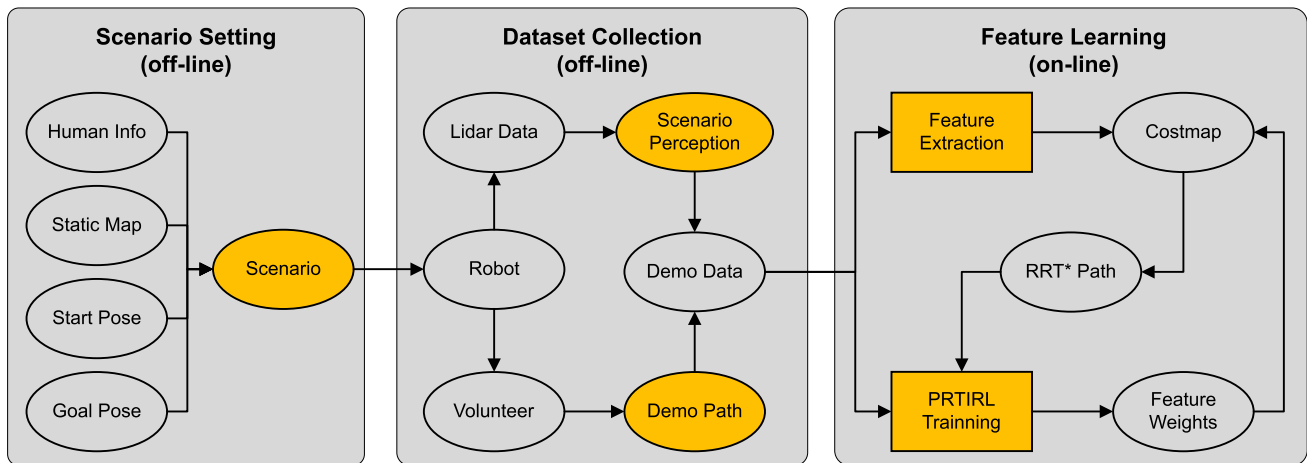 Scenario Setting
(off-line)
Human Info
Static Map
Start Pose
Goal Pose
Scenario
Dataset Collection
(off-line)
Lidar Data
Scenario
Perception
Robot
Demo Data
Volunteer
Demo Path
Feature Learning
(on-line)
Feature
Extraction
Costmap
RRT* Path
PRTIRL
Trainning
Feature
Weights